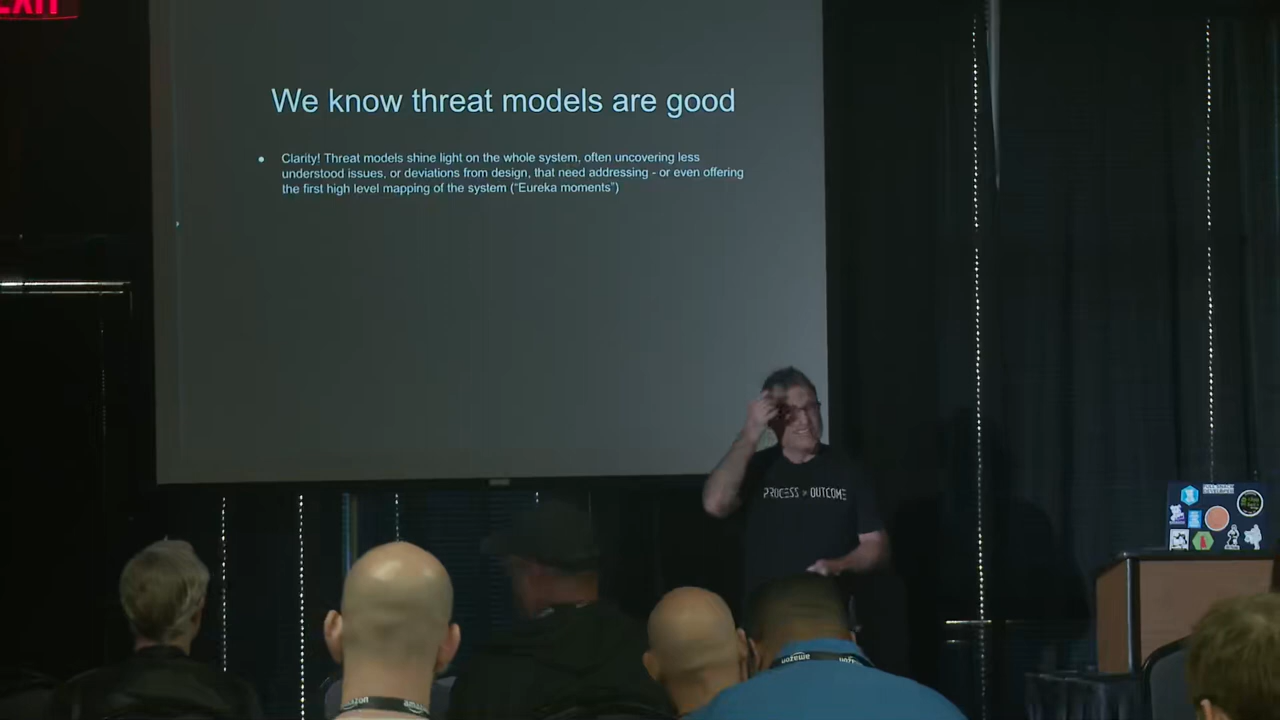 EXIT
We know threat models are good
● Clarity! Threat models shine light on the whole system, often uncovering less
understood issues, or deviations from design, that need addressing - or even offering
the first high level mapping of the system (“Eureka moments”)
PROCESS > OUTCOME
amazon
amazon